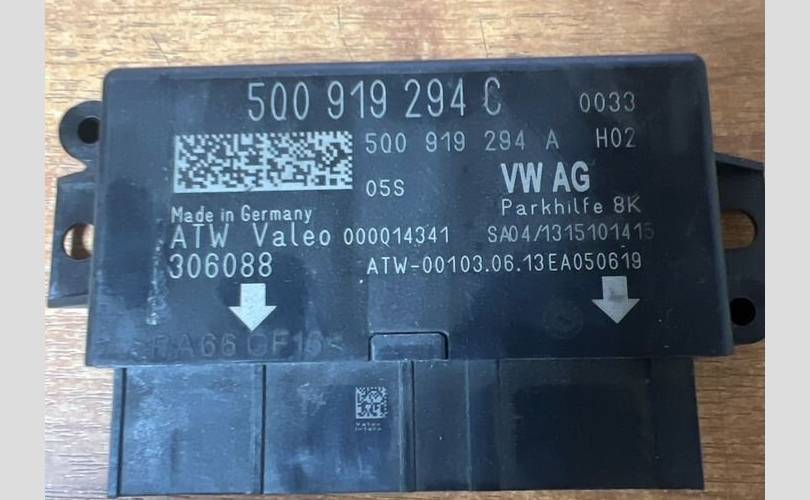 5Q0 919 294 C 0033
5Q0 919 294 A H02
05S VW AG
Parkhilfe 8K
Made in Germany
ATW Valeo 000014341 SA04/1315101415
306088 ATW-00103.06.13EA050619
Valeo